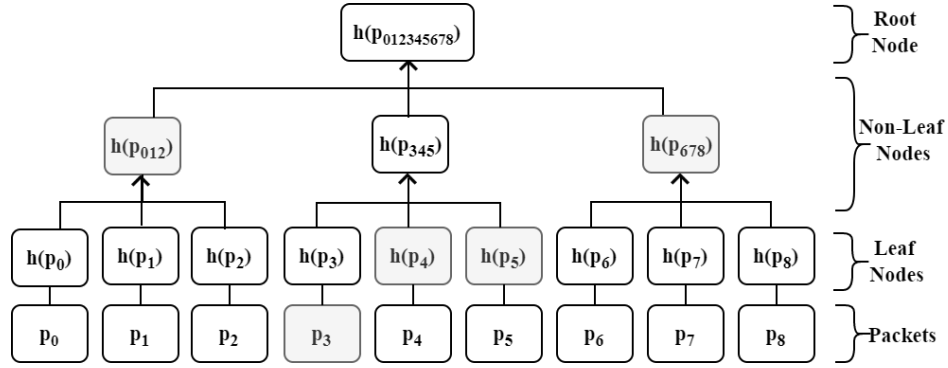 h(p₀₁₂₃₄₅₆₇₈)
Root
Node
h(p₀₁₂)
h(p₃₄₅)
h(p₆₇₈)
Non-Leaf
Nodes
h(p₀)
h(p₁)
h(p₂)
h(p₃)
h(p₄)
h(p₅)
h(p₆)
h(p₇)
h(p₈)
Leaf
Nodes
p₀
p₁
p₂
p₃
p₄
p₅
p₆
p₇
p₈
Packets